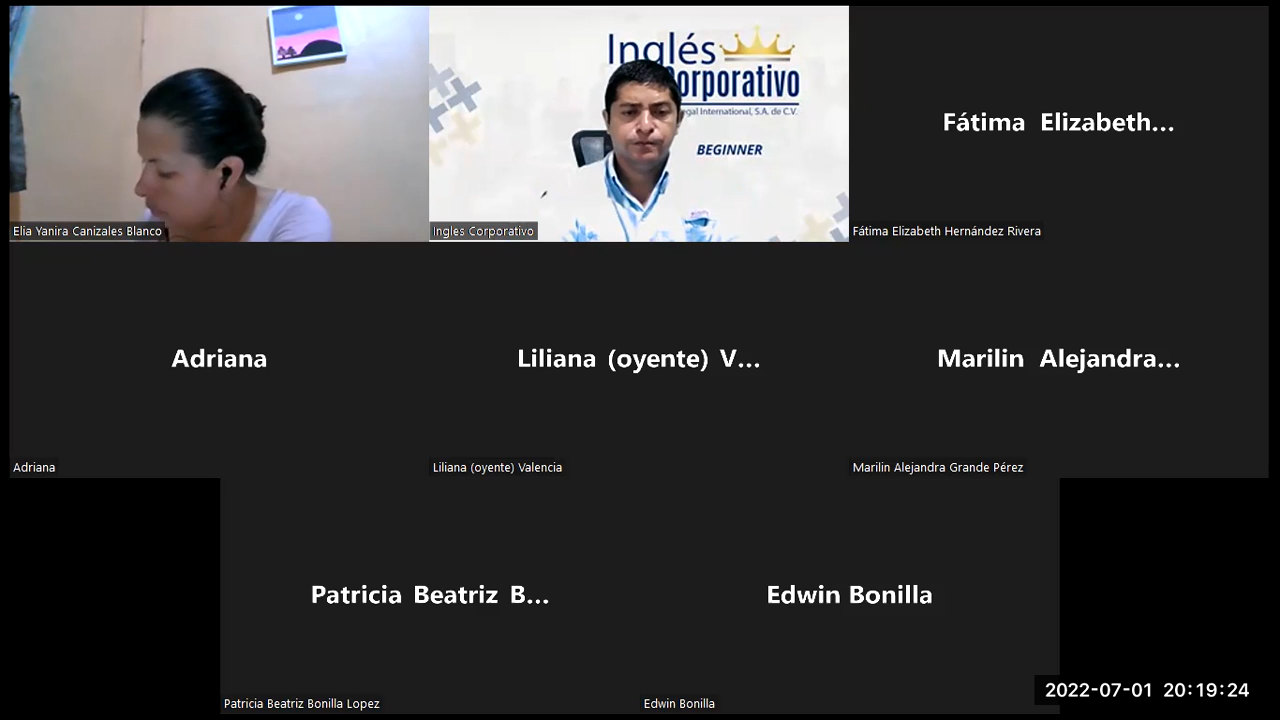 Inglés
Corporativo
egal International, S.A. de C.V.
BEGINNER
Elia Yanira Canizales Blanco
Ingles Corporativo
Fátima Elizabeth...
Fátima Elizabeth Hernández Rivera
Adriana
Adriana
Liliana (oyente) V...
Liliana (oyente) Valencia
Marilin Alejandra...
Marilin Alejandra Grande Pérez
Patricia Beatriz B...
Patricia Beatriz Bonilla Lopez
Edwin Bonilla
Edwin Bonilla
2022-07-01 20:19:24